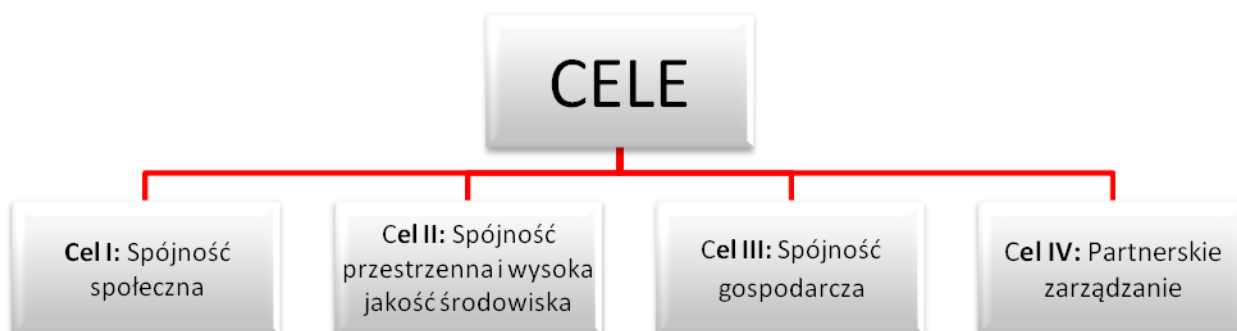 CELE
Cel I: Spójność
społeczna
Cel II: Spójność
przestrzenna i wysoka
jakość środowiska
Cel III: Spójność
gospodarcza
Cel IV: Partnerskie
zarządzanie